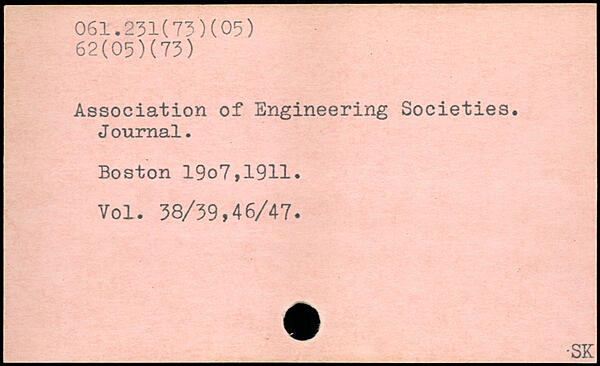 061.231(73)(05)
62(05)(73)
Association of Engineering Societies.
Journal.
Boston 19o7,1911.
Vol. 38/39,46/47.
SK